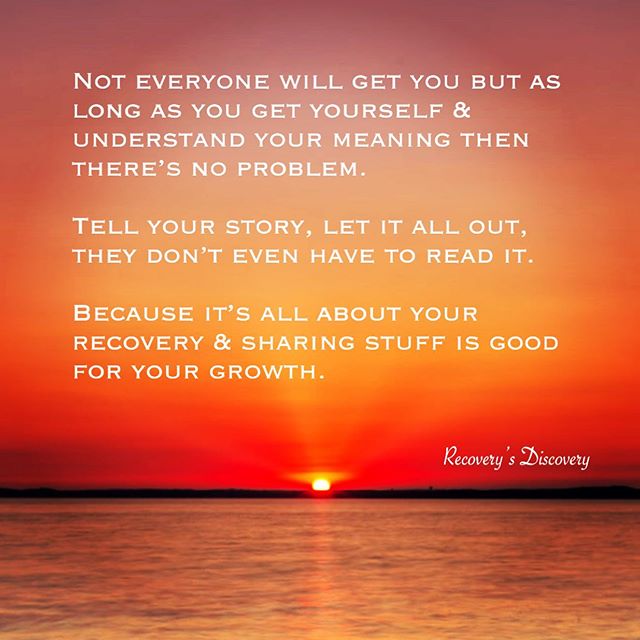 Not everyone will get you but as
long as you get yourself &
understand your meaning then
there's no problem.
Tell your story, let it all out,
they don't even have to read it.
Because it's all about your
recovery & sharing stuff is good
for your growth.
Recovery's Discovery